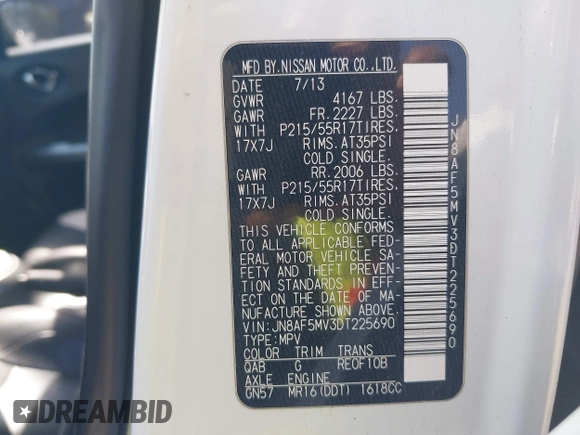 MFD BY.NISSAN MOTOR CO.,LTD.
DATE 7/13
GVWR 4167 LBS.
GAWR FR.2227 LBS.
WITH P215/55R17TIRES.
17X7J RIMS.AT35PSI
COLD SINGLE.
GAWR RR.2006 LBS.
WITH P215/55R17TIRES.
17X7J RIMS.AT35PSI
COLD SINGLE.
THIS VEHICLE CONFORMS
TO ALL APPLICABLE FED-
ERAL MOTOR VEHICLE SA-
FETY AND THEFT PREVEN-
TION STANDARDS IN EFF-
ECT ON THE DATE OF MA-
NUFACTURE SHOWN ABOVE.
VIN:JN8AF5MV3DT225690
TYPE:MPV
COLOR TRIM TRANS
QAB G RE0F10B
AXLE ENGINE
GN57 MR16(DDT) 1618CC
JN8AF5MV3DT225690
DREAMBID